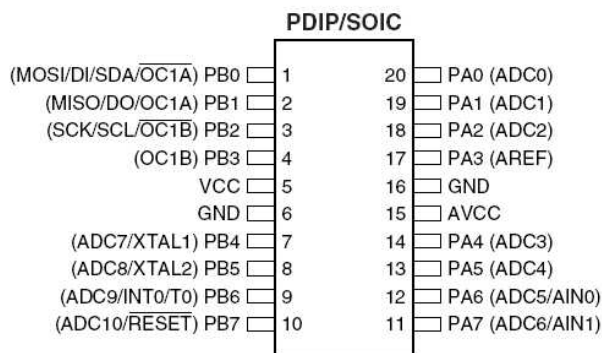 PDIP/SOIC
(MOSI/DI/SDA/OC1A) PB0 1 20 PA0 (ADC0)
(MISO/DO/OC1A) PB1 2 19 PA1 (ADC1)
(SCK/SCL/OC1B) PB2 3 18 PA2 (ADC2)
(OC1B) PB3 4 17 PA3 (AREF)
VCC 5 16 GND
GND 6 15 AVCC
(ADC7/XTAL1) PB4 7 14 PA4 (ADC3)
(ADC8/XTAL2) PB5 8 13 PA5 (ADC4)
(ADC9/INT0/T0) PB6 9 12 PA6 (ADC5/AIN0)
(ADC10/RESET) PB7 10 11 PA7 (ADC6/AIN1)